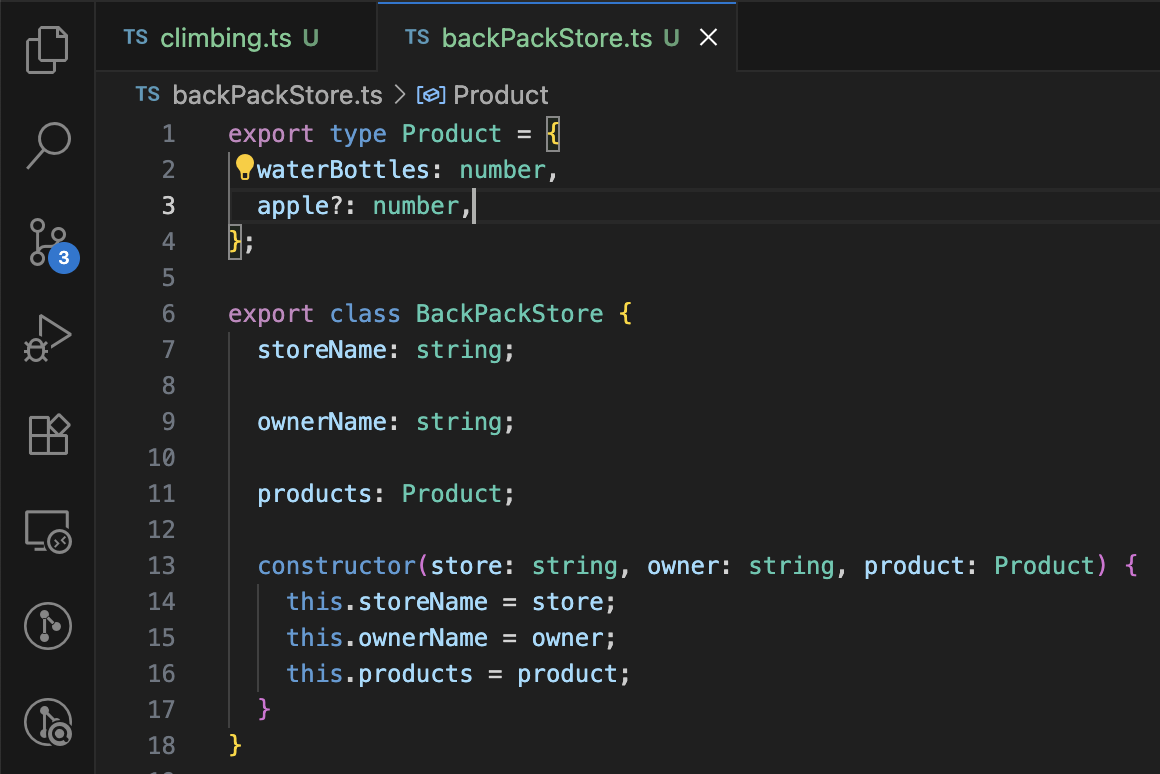 TS climbing.ts U TS backPackStore.ts U
TS backPackStore.ts > Product
1 export type Product = {
2 waterBottles: number,
3 apple?: number,
4 };
5
6 export class BackPackStore {
7 storeName: string;
8
9 ownerName: string;
10
11 products: Product;
12
13 constructor(store: string, owner: string, product: Product) {
14 this.storeName = store;
15 this.ownerName = owner;
16 this.products = product;
17 }
18 }
3